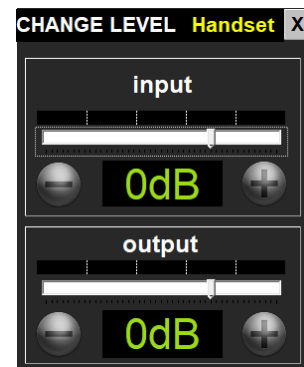 CHANGE LEVEL Handset X
input
0dB
output
0dB